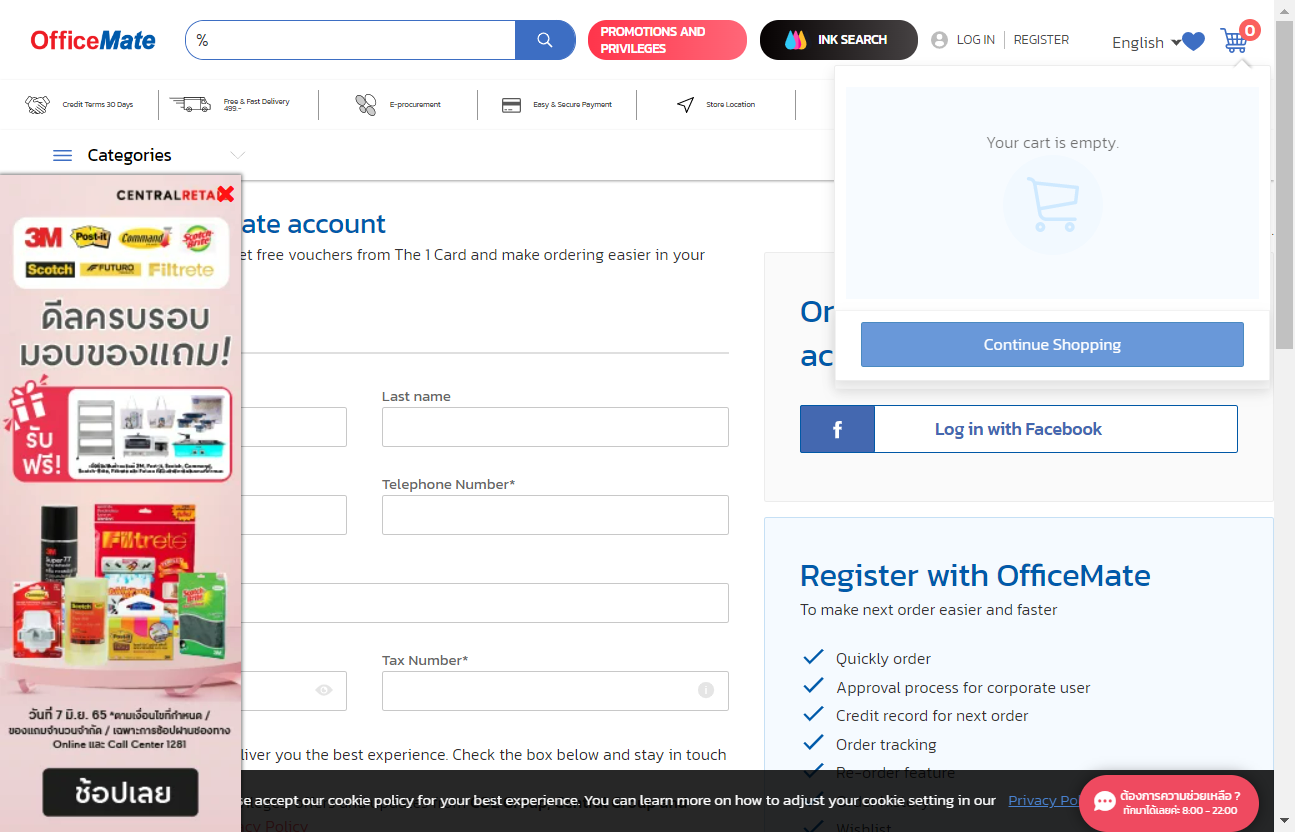 OfficeMate
%
PROMOTIONS AND PRIVILEGES
INK SEARCH
LOG IN
REGISTER
English
0
Credit Terms 30 Days
Free & Fast Delivery 499.-
E-procurement
Easy & Secure Payment
Store Location
Your cart is empty.
Continue Shopping
Categories
CENTRALRETA
3M
Post-it
Command
Scotch Brite
Scotch
FUTURO
Filtrete
ดีลครบรอบ
มอบของแถม!
รับ
ฟรี!
วันที่ 7 มิ.ย. 65 *ตามเงื่อนไขที่กำหนด /
ของแถมจำนวนจำกัด / เฉพาะการช้อปผ่านช่องทาง
Online และ Call Center 1281
ช้อปเลย
ate account
et free vouchers from The 1 Card and make ordering easier in your
Last name
Telephone Number*
Tax Number*
liver you the best experience. Check the box below and stay in touch
Or
ac
f
Log in with Facebook
Register with OfficeMate
To make next order easier and faster
Quickly order
Approval process for corporate user
Credit record for next order
Order tracking
Re-order feature
Wishlist
se accept our cookie policy for your best experience. You can learn more on how to adjust your cookie setting in our
Privacy Po
cy Policy
ต้องการความช่วยเหลือ ?
ทักมาได้เลยค่ะ 8:00 - 22:00